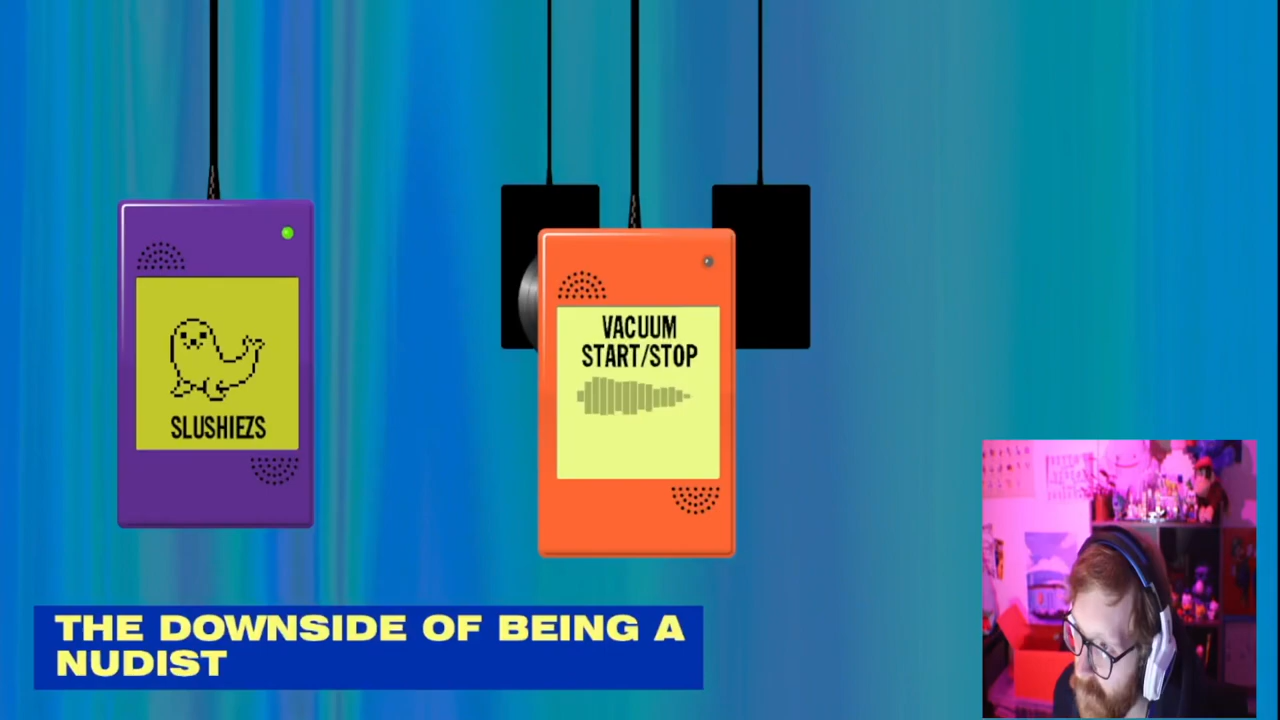 SLUSHIEZS
VACUUM
START/STOP
THE DOWNSIDE OF BEING A
NUDIST